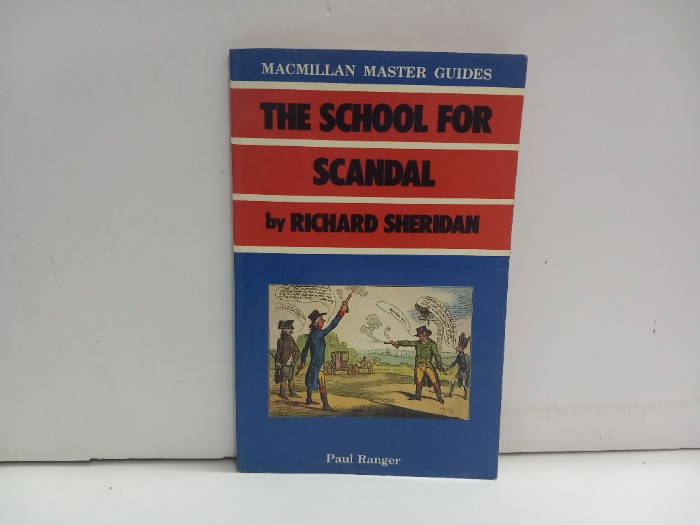 MACMILLAN MASTER GUIDES
THE SCHOOL FOR
SCANDAL
by RICHARD SHERIDAN
Paul Ranger